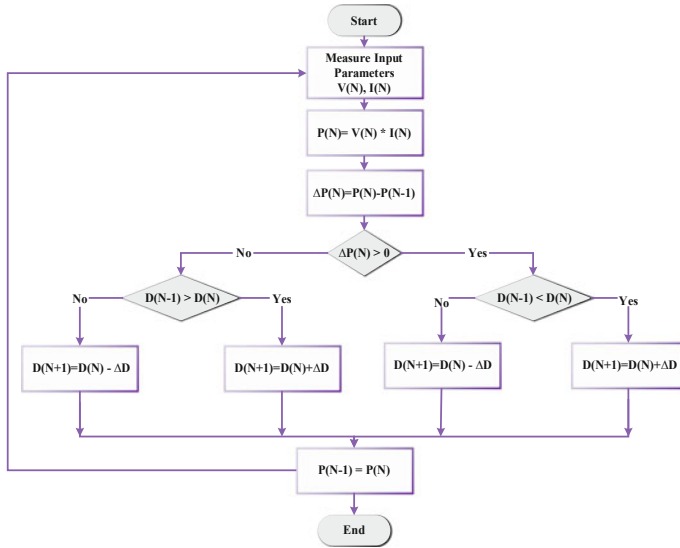 Start
Measure Input
Parameters
V(N), I(N)
P(N)= V(N) * I(N)
ΔP(N)=P(N)-P(N-1)
No
ΔP(N) > 0
Yes
No
D(N-1) > D(N)
Yes
No
D(N-1) < D(N)
Yes
D(N+1)=D(N) - ΔD
D(N+1)=D(N)+ΔD
D(N+1)=D(N) - ΔD
D(N+1)=D(N)+ΔD
P(N-1) = P(N)
End